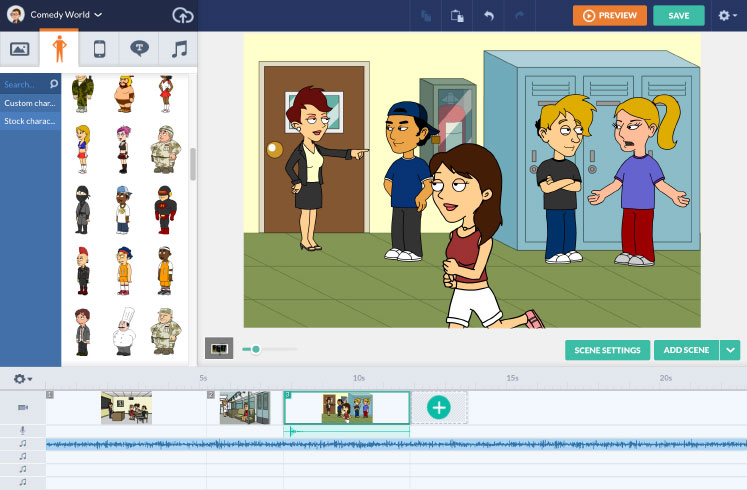 Comedy World
PREVIEW
SAVE
Search...
Custom char...
Stock charac...
SCENE SETTINGS
ADD SCENE
5s
10s
15s
20s
1
2
3